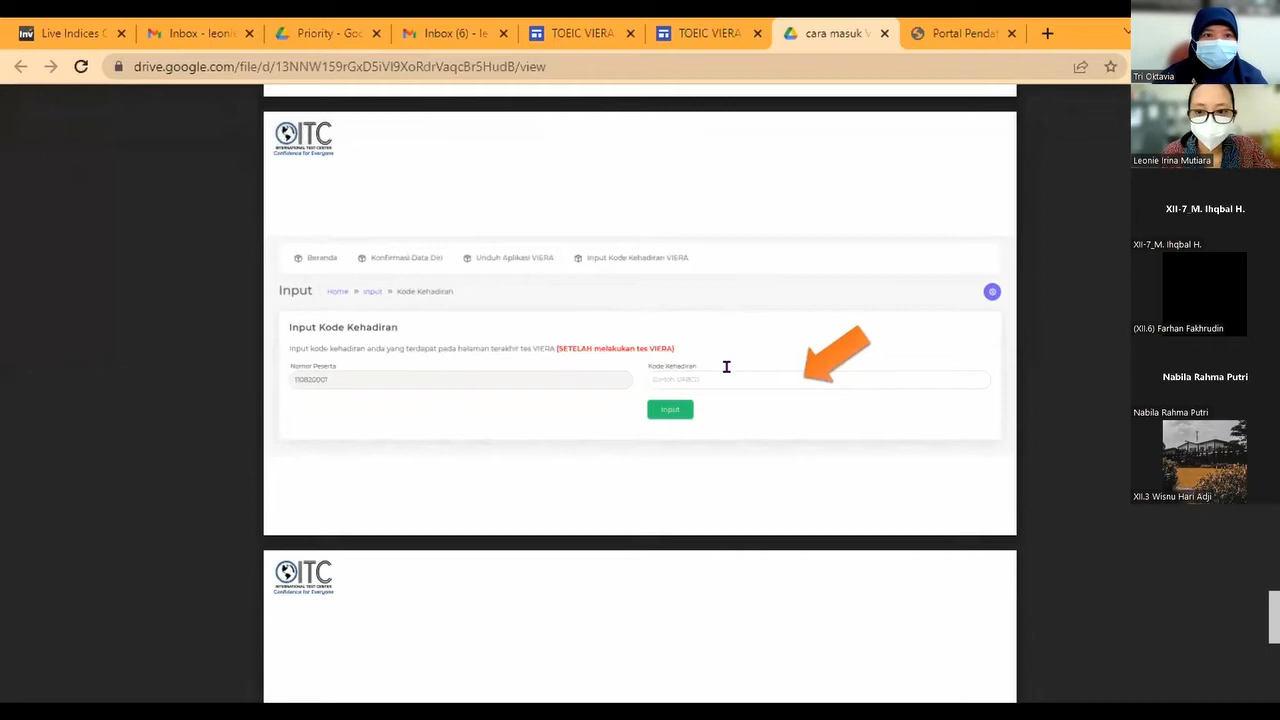 Live Indices
Inbox - leoni
Priority - Goo
Inbox (6) - le
TOEIC VIERA
TOEIC VIERA
cara masuk V
Portal Pendaf
drive.google.com/file/d/13NNW159rGxD5iVI9XoRdrVaqcBr5HudB/view
ITC
INTERNATIONAL TEST CENTER
Confidence for Everyone
Beranda
Konfirmasi Data Diri
Unduh Aplikasi VIERA
Input Kode Kehadiran VIERA
Input
Home » Input » Kode Kehadiran
Input Kode Kehadiran
Input kode kehadiran anda yang terdapat pada halaman terakhir tes VIERA (SETELAH melakukan tes VIERA)
Nomor Peserta
Kode Kehadiran
Input
ITC
INTERNATIONAL TEST CENTER
Confidence for Everyone
Tri Oktavia
Leonie Irina Mutiara
XII-7_M. Ihqbal H.
XII-7_M. Ihqbal H.
(XII.6) Farhan Fakhrudin
Nabila Rahma Putri
Nabila Rahma Putri
XII.3 Wisnu Hari Adji